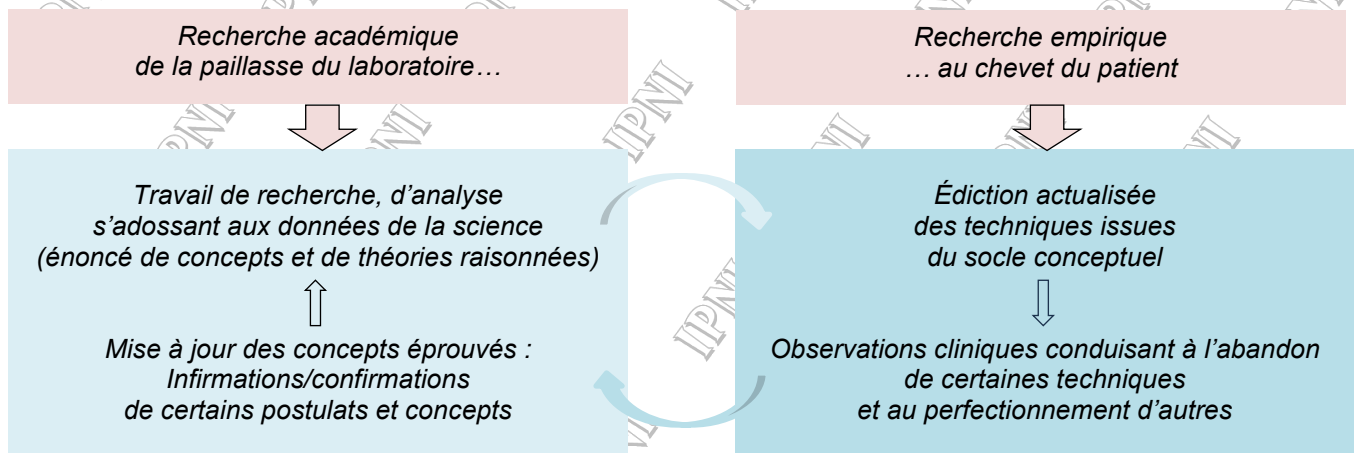 Recherche académique
de la paillasse du laboratoire…
Recherche empirique
… au chevet du patient
Travail de recherche, d’analyse
s’adossant aux données de la science
(énoncé de concepts et de théories raisonnées)
Mise à jour des concepts éprouvés :
Infirmations/confirmations
de certains postulats et concepts
Édiction actualisée
des techniques issues
du socle conceptuel
Observations cliniques conduisant à l’abandon
de certaines techniques
et au perfectionnement d’autres
IIPNI
IIPNI